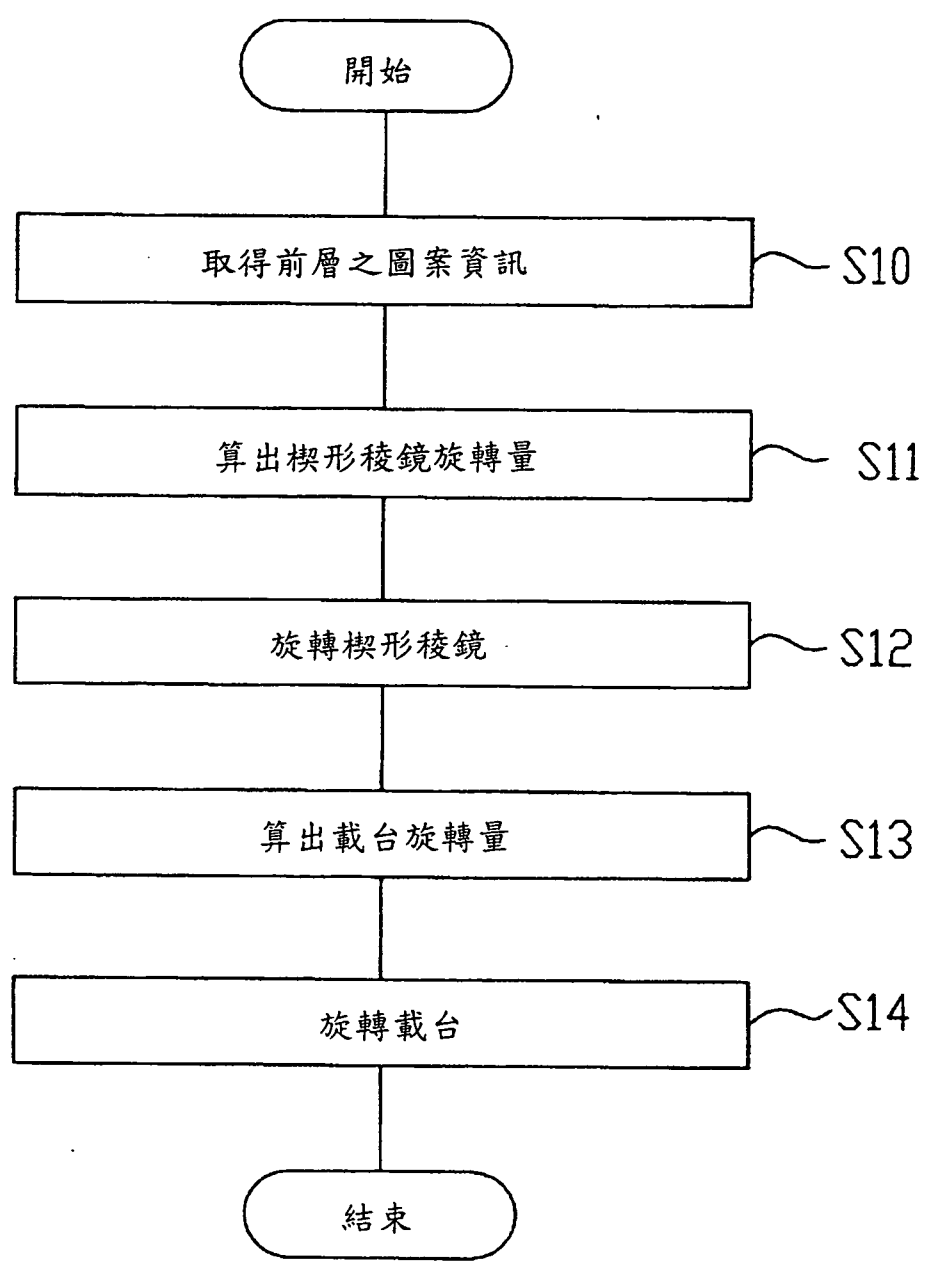 開始
取得前層之圖案資訊
S10
算出楔形稜鏡旋轉量
S11
旋轉楔形稜鏡
S12
算出載台旋轉量
S13
旋轉載台
S14
結束